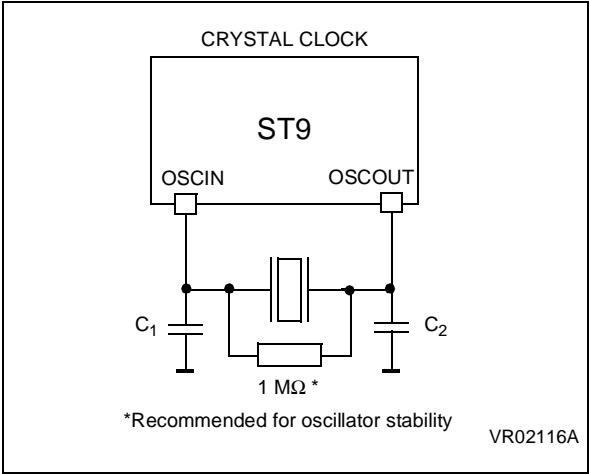 CRYSTAL CLOCK
ST9
OSCIN OSCOUT
C₁ C₂
1 MΩ *
*Recommended for oscillator stability
VR02116A